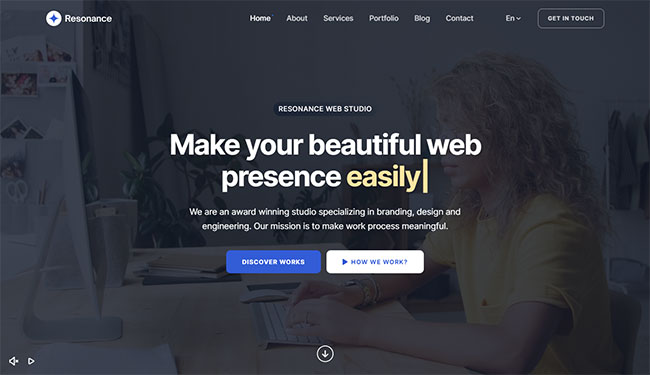 Resonance
Home About Services Portfolio Blog Contact
En
GET IN TOUCH
RESONANCE WEB STUDIO
Make your beautiful web
presence easily
We are an award winning studio specializing in branding, design and
engineering. Our mission is to make work process meaningful.
DISCOVER WORKS
HOW WE WORK?